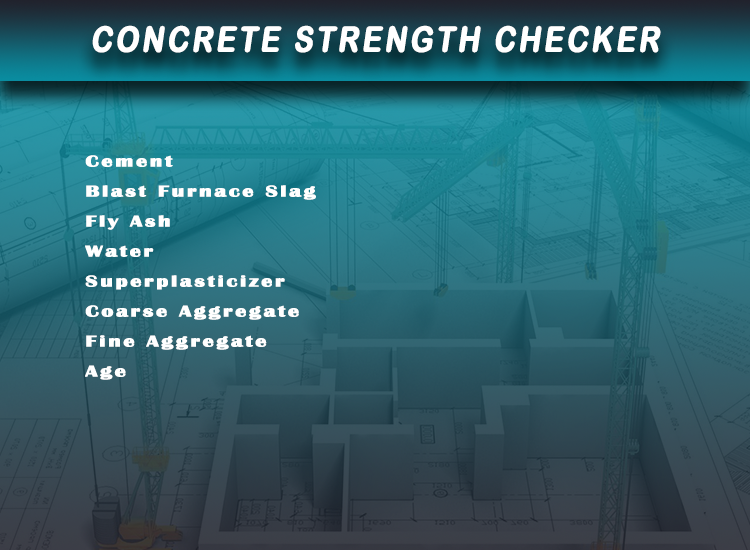 CONCRETE STRENGTH CHECKER
Cement
Blast Furnace Slag
Fly Ash
Water
Superplasticizer
Coarse Aggregate
Fine Aggregate
Age